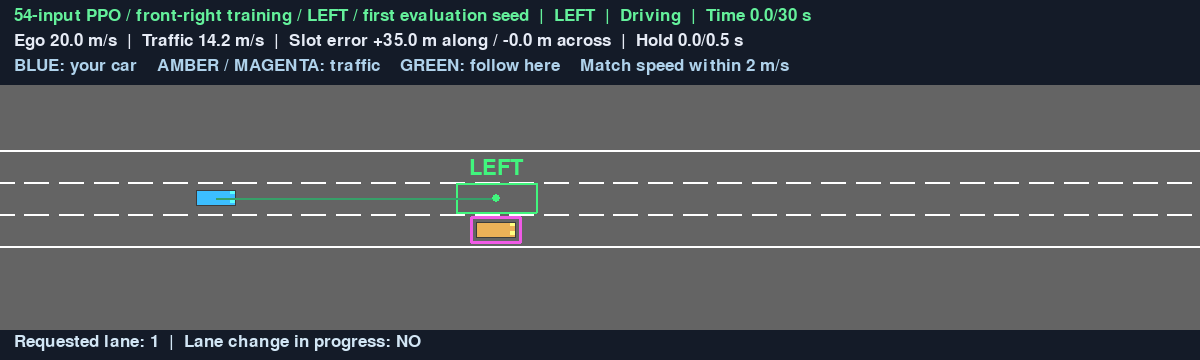 54-input PPO / front-right training / LEFT / first evaluation seed | LEFT | Driving | Time 0.0/30 s
Ego 20.0 m/s | Traffic 14.2 m/s | Slot error +35.0 m along / -0.0 m across | Hold 0.0/0.5 s
BLUE: your car AMBER / MAGENTA: traffic GREEN: follow here Match speed within 2 m/s
LEFT
Requested lane: 1 | Lane change in progress: NO